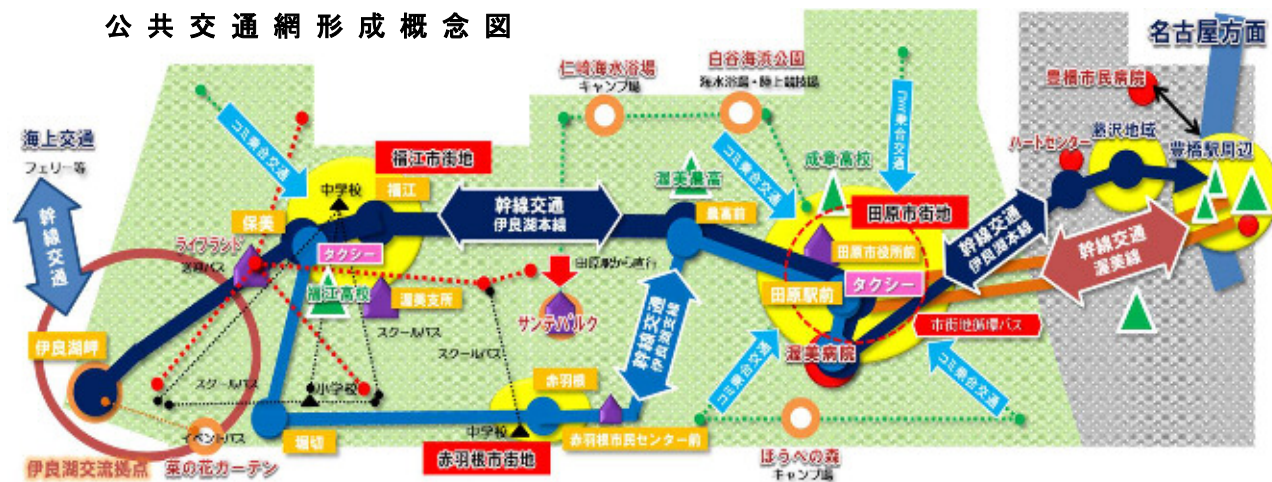 公共交通網形成概念図
名古屋方面
仁崎海水浴場
キャンプ場
白谷海浜公園
海水浴場・陸上競技場
豊橋市民病院
海上交通
フェリー等
コミ乗合交通
福江市街地
中学校
福江
渥美農高
コミ乗合交通
成章高校
コミ乗合交通
ハートセンター
藤沢地域
豊橋駅周辺
幹線交通
保美
幹線交通
伊良湖本線
農高前
田原市街地
幹線交通
伊良湖本線
幹線交通
渥美線
ライフランド
送迎バス
タクシー
田原駅から直行
田原市役所前
福江高校
渥美支所
サンテパルク
幹線交通
伊良湖支線
田原駅前
タクシー
スクールバス
市街地循環バス
伊良湖岬
スクールバス
スクールバス
渥美病院
小学校
赤羽根
コミ乗合交通
コミ乗合交通
イベントバス
堀切
中学校
赤羽根市民センター前
伊良湖交流拠点
菜の花ガーデン
赤羽根市街地
ほうべの森
キャンプ場